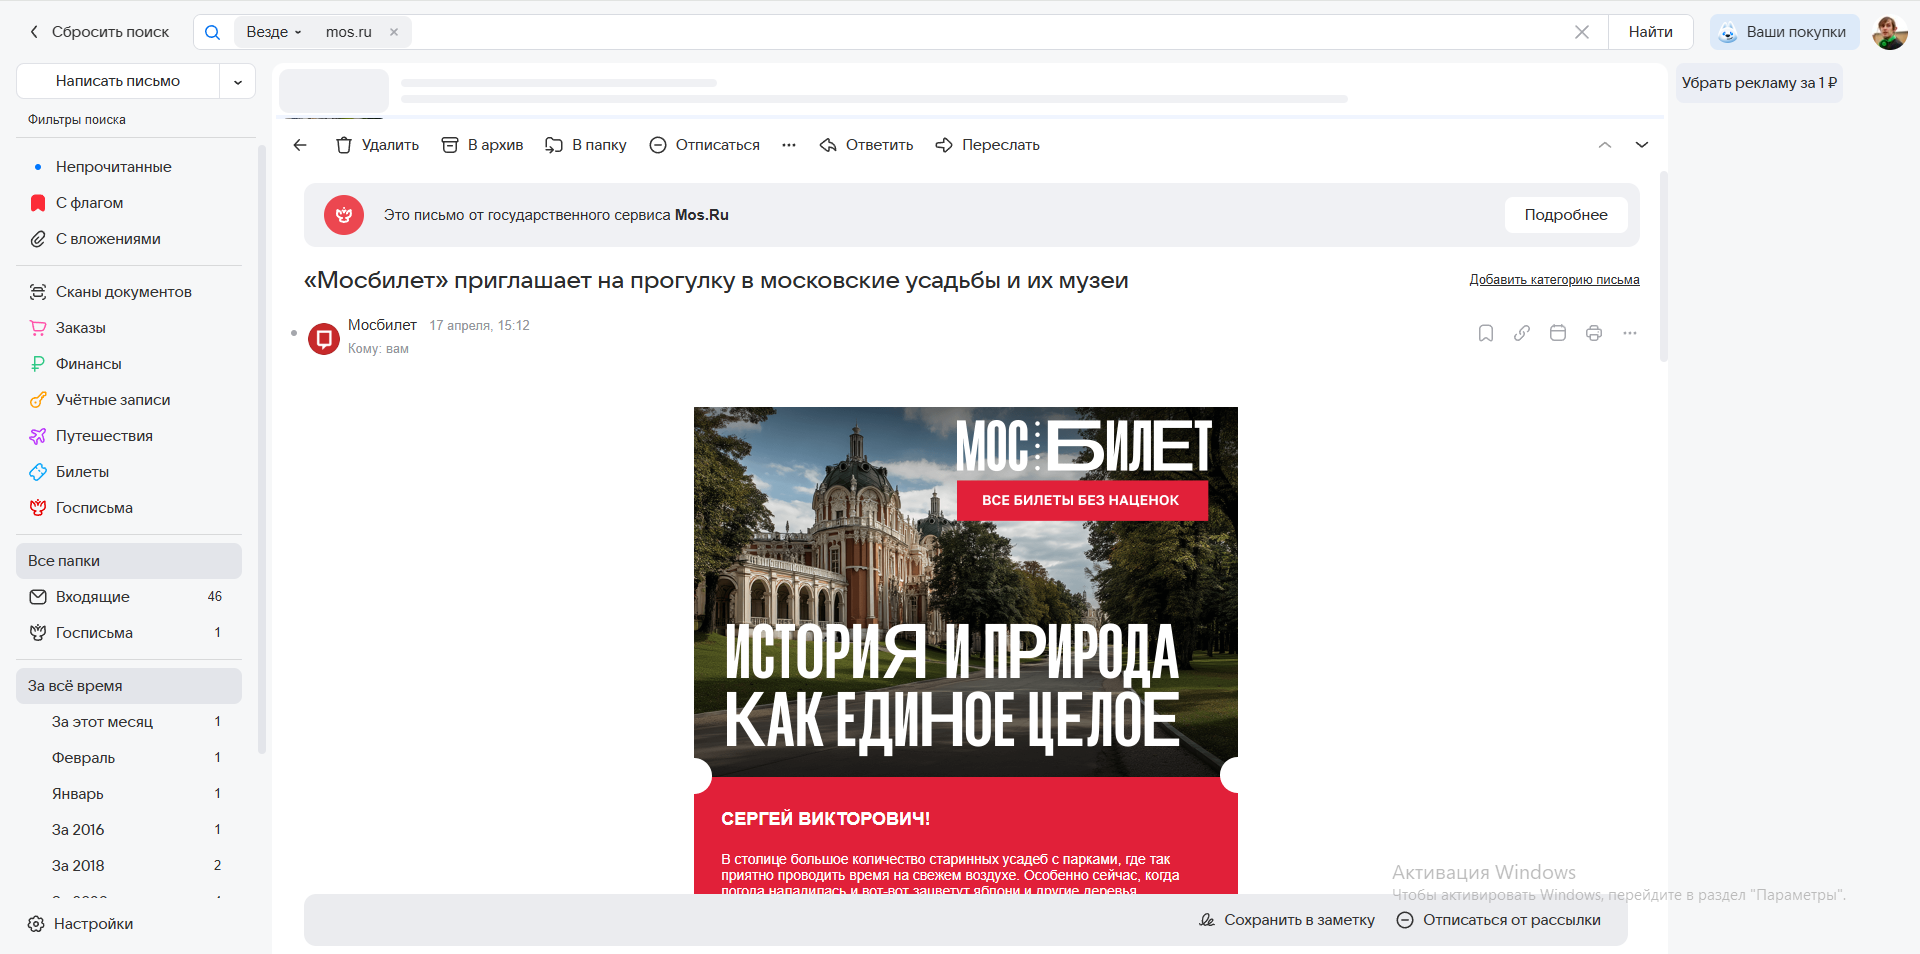 Сбросить поиск
Везде
mos.ru
Найти
Ваши покупки
Написать письмо
Фильтры поиска
Непрочитанные
С флагом
С вложениями
Сканы документов
Заказы
Финансы
Учётные записи
Путешествия
Билеты
Госписьма
Все папки
Входящие 46
Госписьма 1
За всё время
За этот месяц 1
Февраль 1
Январь 1
За 2016 1
За 2018 2
Настройки
Убрать рекламу за 1 ₽
Удалить
В архив
В папку
Отписаться
Ответить
Переслать
Это письмо от государственного сервиса Mos.Ru
Подробнее
«Мосбилет» приглашает на прогулку в московские усадьбы и их музеи
Добавить категорию письма
Мосбилет 17 апреля, 15:12
Кому: вам
МОС БИЛЕТ
ВСЕ БИЛЕТЫ БЕЗ НАЦЕНОК
ИСТОРИЯ И ПРИРОДА
КАК ЕДИНОЕ ЦЕЛОЕ
СЕРГЕЙ ВИКТОРОВИЧ!
В столице большое количество старинных усадеб с парками, где так
приятно проводить время на свежем воздухе. Особенно сейчас, когда
погода наладилась и вот-вот зацветут яблони и другие деревья.
Сохранить в заметку
Отписаться от рассылки
Активация Windows
Чтобы активировать Windows, перейдите в раздел "Параметры".